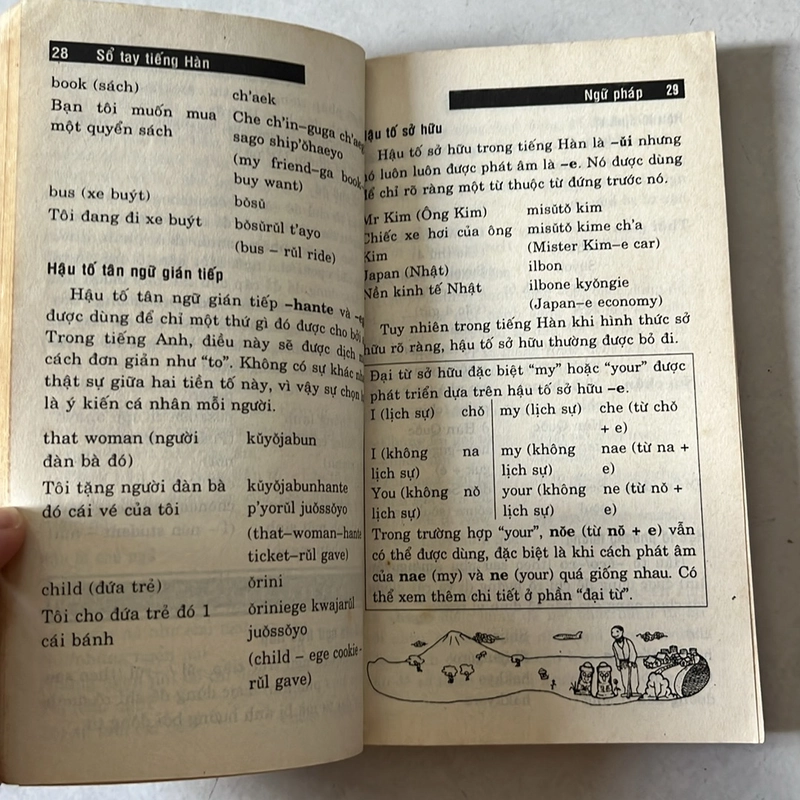 28 Sổ tay tiếng Hàn
book (sách) ch'aek
Bạn tôi muốn mua Che ch'in–guga ch'aeg
một quyển sách sago ship'ŏhaeyo
(my friend–ga book
buy want)
bus (xe buýt) bŏsŭ
Tôi đang đi xe buýt bŏsŭrŭl t'ayo
(bus – rŭl ride)
Hậu tố tân ngữ gián tiếp
Hậu tố tân ngữ gián tiếp –hante và
được dùng để chỉ một thứ gì đó được cho bởi
Trong tiếng Anh, điều này sẽ được dịch
cách đơn giản như "to". Không có sự khác
thật sự giữa hai tiền tố này, vì vậy sự chọn
là ý kiến cá nhân mỗi người.
that woman (người kŭyŏjabun
đàn bà đó)
Tôi tặng người đàn bà kŭyŏjabunhante
đó cái vé của tôi p'yorŭl juŏssŏyo
(that–woman–hante
ticket–rŭl gave)
child (đứa trẻ) ŏrini
Tôi cho đứa trẻ đó 1 ŏriniege kwajarŭl
cái bánh juŏssŏyo
(child – ege cookie -
rŭl gave)
Ngữ pháp 29
Hậu tố sở hữu
Hậu tố sở hữu trong tiếng Hàn là –ŭi nhưng
nó luôn luôn được phát âm là –e. Nó được dùng
để chỉ rõ ràng một từ thuộc từ đứng trước nó.
Mr Kim (Ông Kim) misŭtŏ kim
Chiếc xe hơi của ông misŭtŏ kime ch'a
Kim (Mister Kim–e car)
Japan (Nhật) ilbon
Nền kinh tế Nhật ilbone kyŏngie
(Japan–e economy)
Tuy nhiên trong tiếng Hàn khi hình thức sở
hữu rõ ràng, hậu tố sở hữu thường được bỏ đi.
Đại từ sở hữu đặc biệt "my" hoặc "your" được
phát triển dựa trên hậu tố sở hữu –e.
I (lịch sự) chŏ my (lịch sự) che (từ chŏ
+ e)
I (không na my (không nae (từ na +
lịch sự) lịch sự) e)
You (không nŏ your (không ne (từ nŏ +
lịch sự) lịch sự) e)
Trong trường hợp "your", nŏe (từ nŏ + e) vẫn
có thể được dùng, đặc biệt là khi cách phát âm
của nae (my) và ne (your) quá giống nhau. Có
thể xem thêm chi tiết ở phần "đại từ".